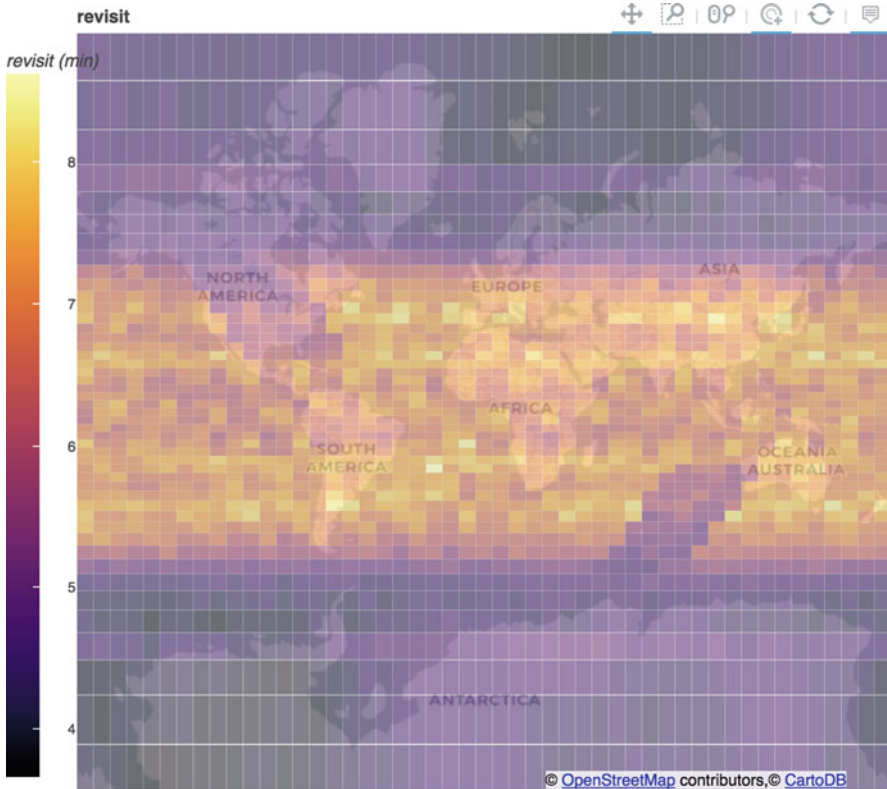 revisit
revisit (min)
8
7
6
5
4
NORTH
AMERICA
EUROPE
ASIA
AFRICA
SOUTH
AMERICA
OCEANIA
AUSTRALIA
ANTARCTICA
© OpenStreetMap contributors,© CartoDB